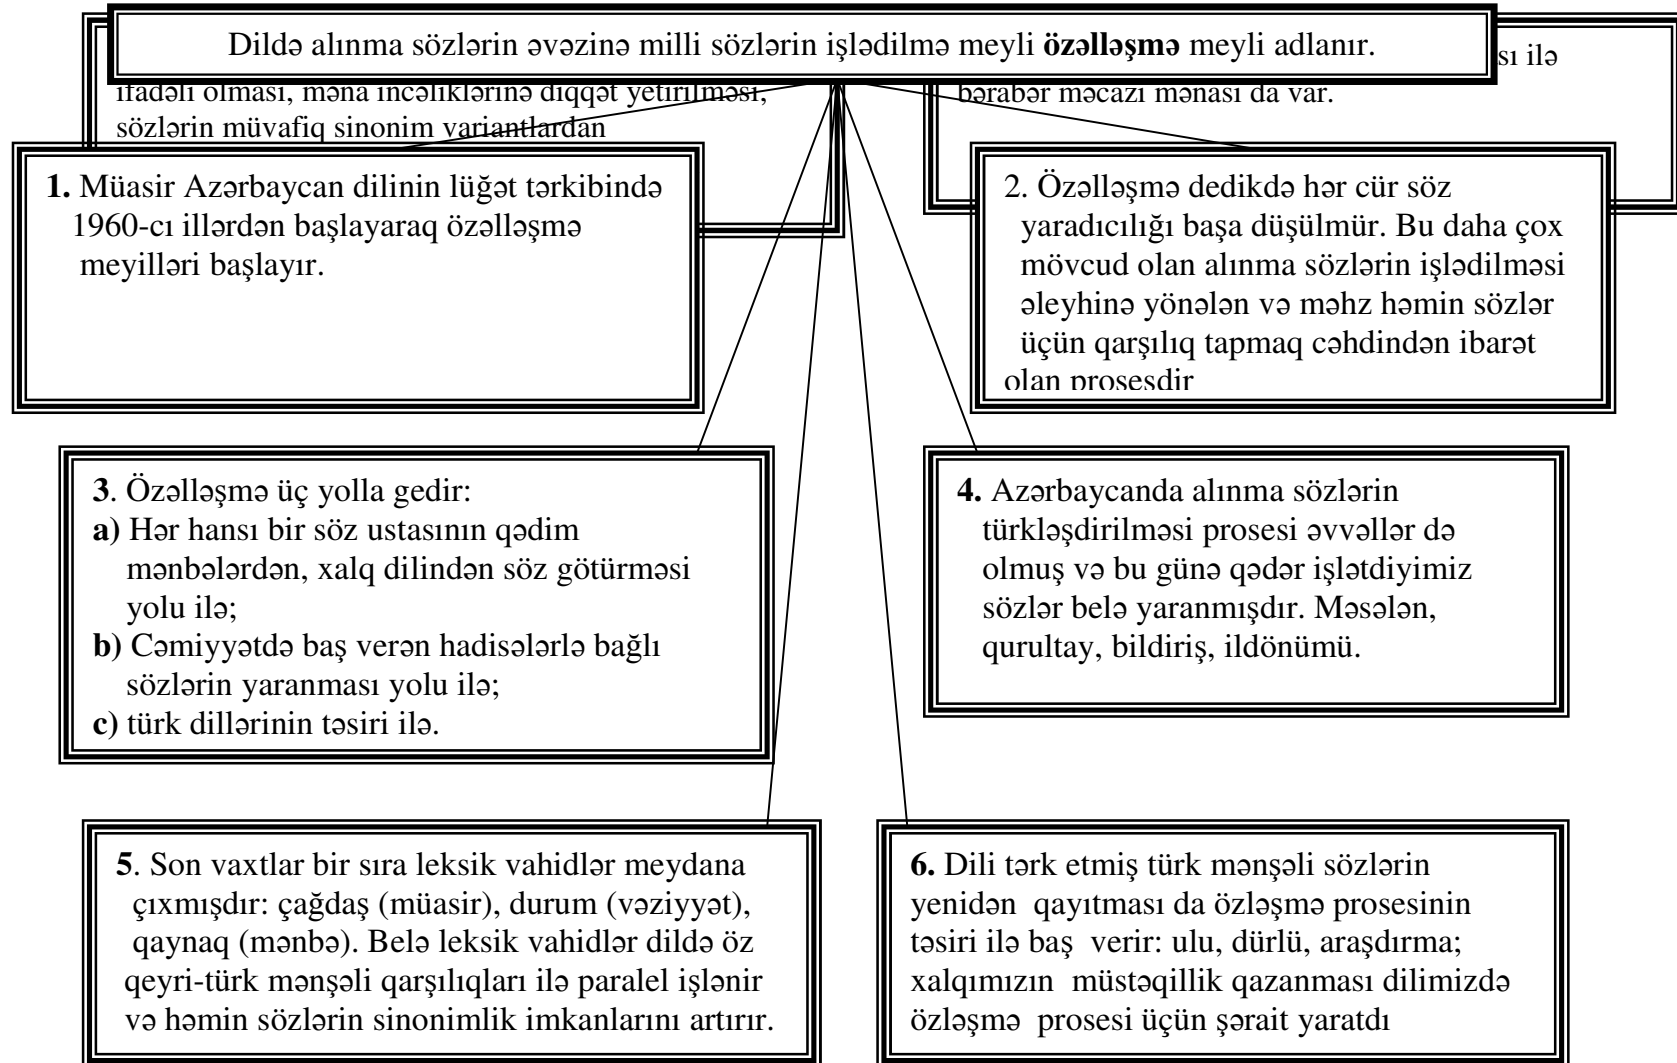 Dildə alınma sözlərin əvəzinə milli sözlərin işlədilmə meyli özəlləşmə meyli adlanır.
ifadəli olması, məna incəliklərinə diqqət yetirilməsi,
sözlərin müvafiq sinonim variantlardan
sı ilə
bərabər məcazi mənası da var.
1. Müasir Azərbaycan dilinin lüğət tərkibində
1960-cı illərdən başlayaraq özəlləşmə
meyilləri başlayır.
2. Özəlləşmə dedikdə hər cür söz
yaradıcılığı başa düşülmür. Bu daha çox
mövcud olan alınma sözlərin işlədilməsi
əleyhinə yönələn və məhz həmin sözlər
üçün qarşılıq tapmaq cəhdindən ibarət
olan prosesdir
3. Özəlləşmə üç yolla gedir:
a) Hər hansı bir söz ustasının qədim
mənbələrdən, xalq dilindən söz götürməsi
yolu ilə;
b) Cəmiyyətdə baş verən hadisələrlə bağlı
sözlərin yaranması yolu ilə;
c) türk dillərinin təsiri ilə.
4. Azərbaycanda alınma sözlərin
türkləşdirilməsi prosesi əvvəllər də
olmuş və bu günə qədər işlətdiyimiz
sözlər belə yaranmışdır. Məsələn,
qurultay, bildiriş, ildönümü.
5. Son vaxtlar bir sıra leksik vahidlər meydana
çıxmışdır: çağdaş (müasir), durum (vəziyyət),
qaynaq (mənbə). Belə leksik vahidlər dildə öz
qeyri-türk mənşəli qarşılıqları ilə paralel işlənir
və həmin sözlərin sinonimlik imkanlarını artırır.
6. Dili tərk etmiş türk mənşəli sözlərin
yenidən qayıtması da özləşmə prosesinin
təsiri ilə baş verir: ulu, dürlü, araşdırma;
xalqımızın müstəqillik qazanması dilimizdə
özləşmə prosesi üçün şərait yaratdı